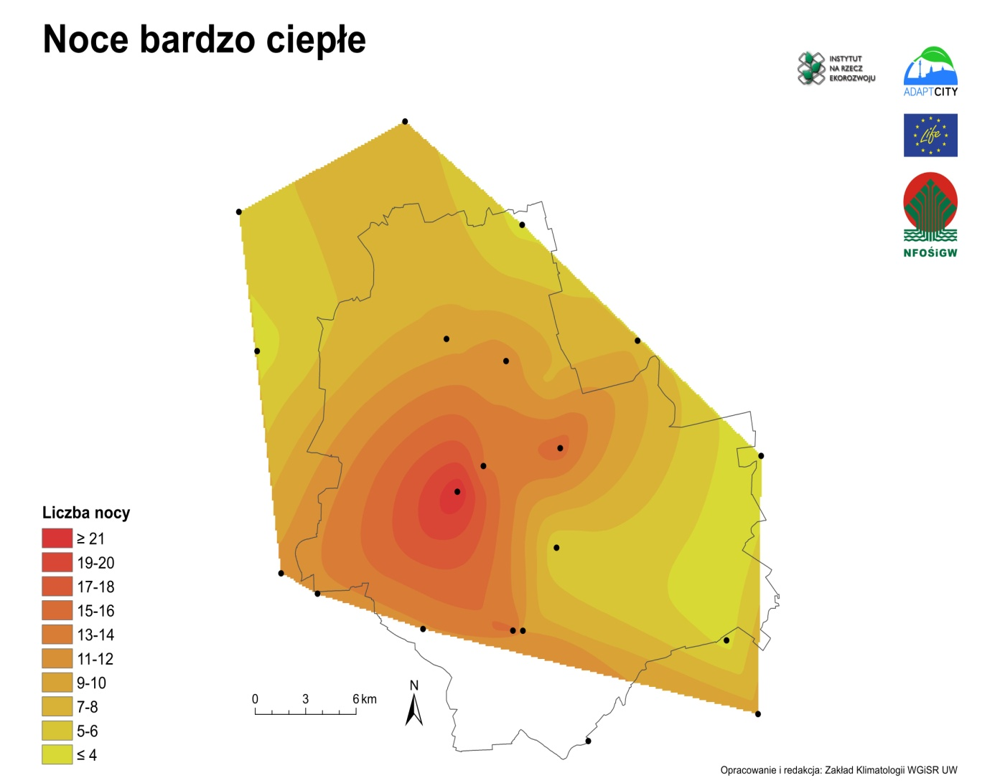 Noce bardzo ciepłe
INSTYTUT
NA RZECZ
EKOROZWOJU
ADAPTCITY
Life
NFOŚiGW
Liczba nocy
≥ 21
19-20
17-18
15-16
13-14
11-12
9-10
7-8
5-6
≤ 4
0 3 6 km
N
Opracowanie i redakcja: Zakład Klimatologii WGiSR UW